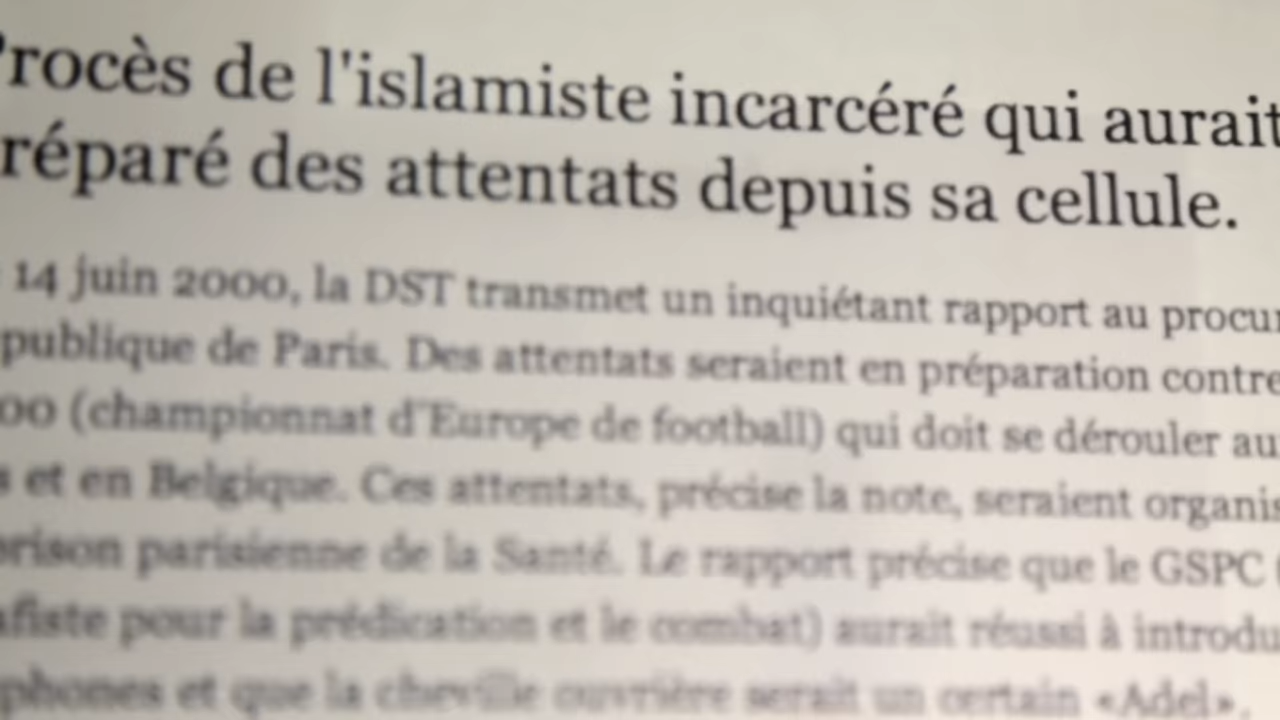 Procès de l'islamiste incarcéré qui aurait
réparé des attentats depuis sa cellule.
14 juin 2000, la DST transmet un inquiétant rapport au procu
publique de Paris. Des attentats seraient en préparation contre
00 (championnat d'Europe de football) qui doit se dérouler au
s et en Belgique. Ces attentats, précise la note, seraient organis
prison parisienne de la Santé. Le rapport précise que le GSPC (
afiste pour la prédication et le combat) aurait réussi à introdu
phones et que la cheville ouvrière serait un certain «Adel».